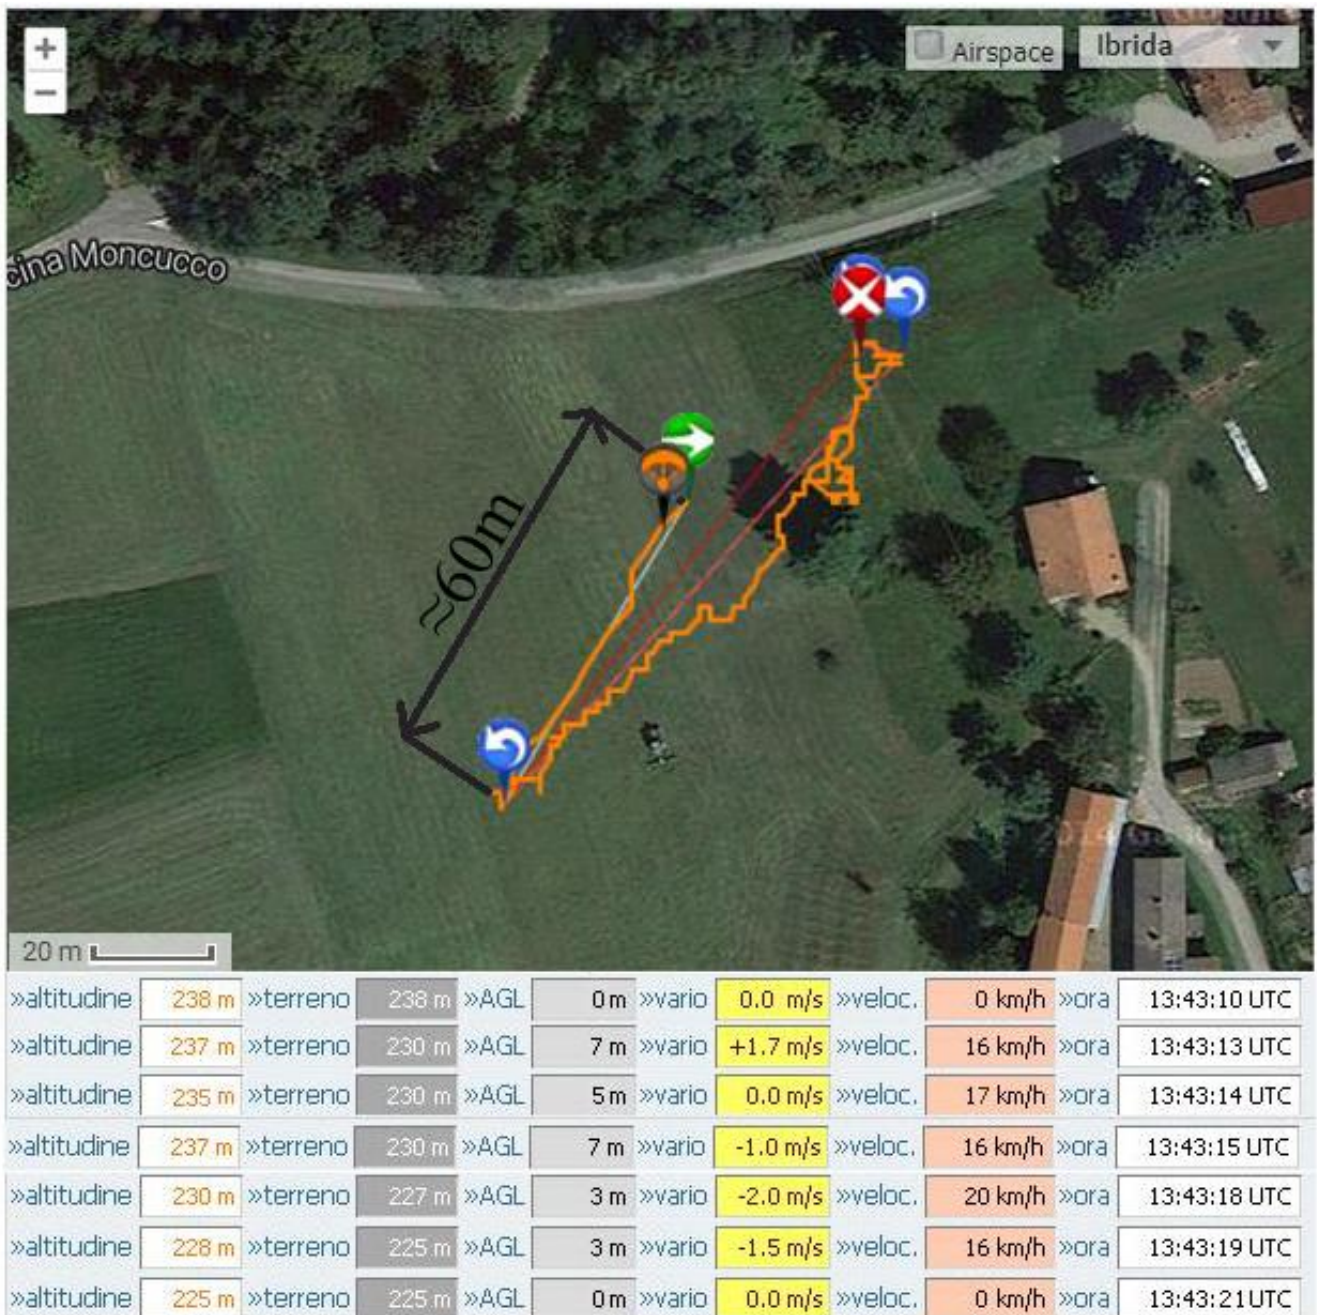 +
Airspace
Ibrida
−
cina Moncucco
≈60m
20 m
»altitudine 238 m »terreno 238 m »AGL 0 m »vario 0.0 m/s »veloc. 0 km/h »ora 13:43:10 UTC
»altitudine 237 m »terreno 230 m »AGL 7 m »vario +1.7 m/s »veloc. 16 km/h »ora 13:43:13 UTC
»altitudine 235 m »terreno 230 m »AGL 5 m »vario 0.0 m/s »veloc. 17 km/h »ora 13:43:14 UTC
»altitudine 237 m »terreno 230 m »AGL 7 m »vario -1.0 m/s »veloc. 16 km/h »ora 13:43:15 UTC
»altitudine 230 m »terreno 227 m »AGL 3 m »vario -2.0 m/s »veloc. 20 km/h »ora 13:43:18 UTC
»altitudine 228 m »terreno 225 m »AGL 3 m »vario -1.5 m/s »veloc. 16 km/h »ora 13:43:19 UTC
»altitudine 225 m »terreno 225 m »AGL 0 m »vario 0.0 m/s »veloc. 0 km/h »ora 13:43:21UTC